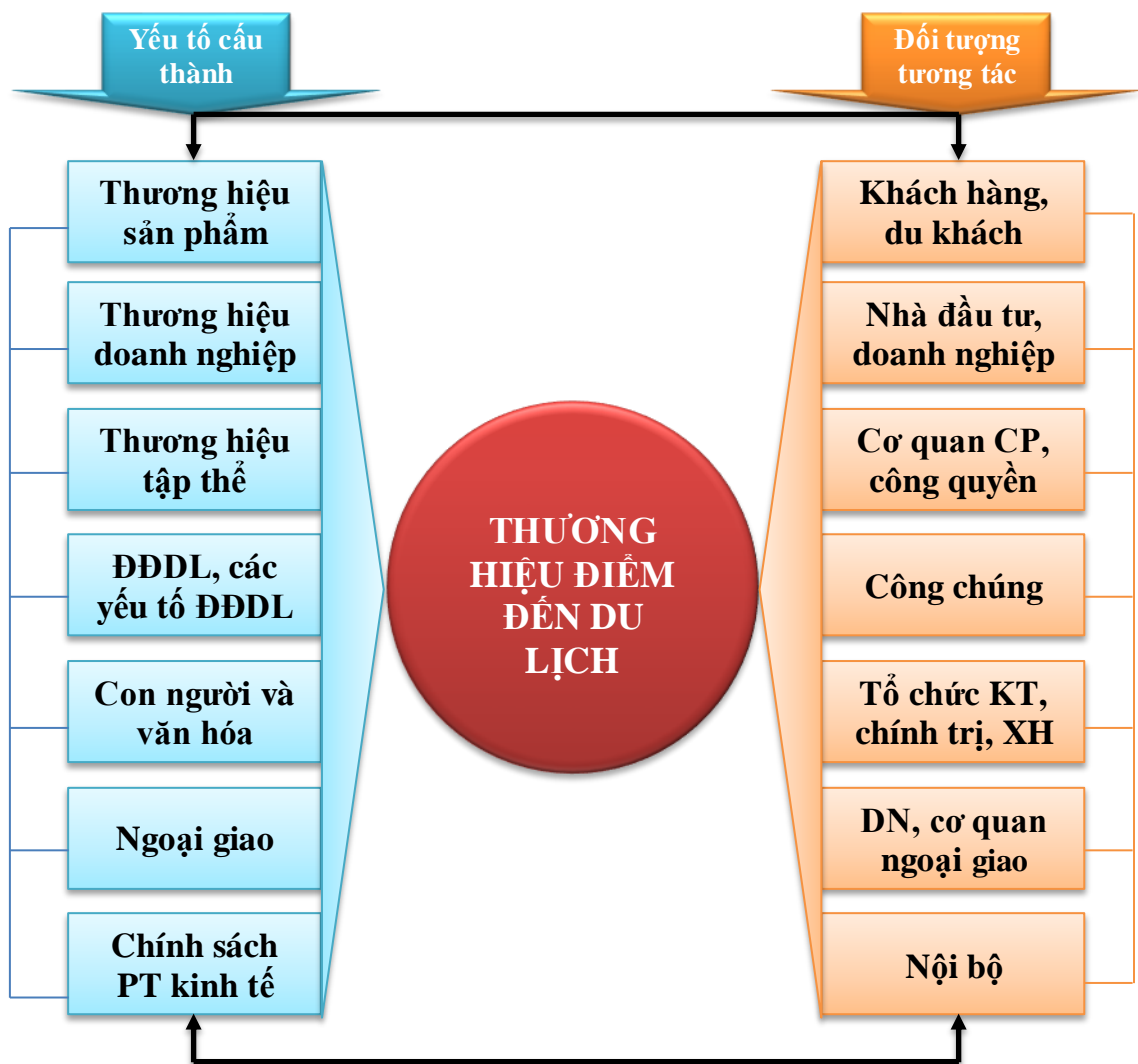 Yếu tố cấu
thành
Đối tượng
tương tác
Thương hiệu
sản phẩm
Thương hiệu
doanh nghiệp
Thương hiệu
tập thể
ĐĐDL, các
yếu tố ĐĐDL
Con người và
văn hóa
Ngoại giao
Chính sách
PT kinh tế
THƯƠNG
HIỆU ĐIỂM
ĐẾN DU
LỊCH
Khách hàng,
du khách
Nhà đầu tư,
doanh nghiệp
Cơ quan CP,
công quyền
Công chúng
Tổ chức KT,
chính trị, XH
DN, cơ quan
ngoại giao
Nội bộ